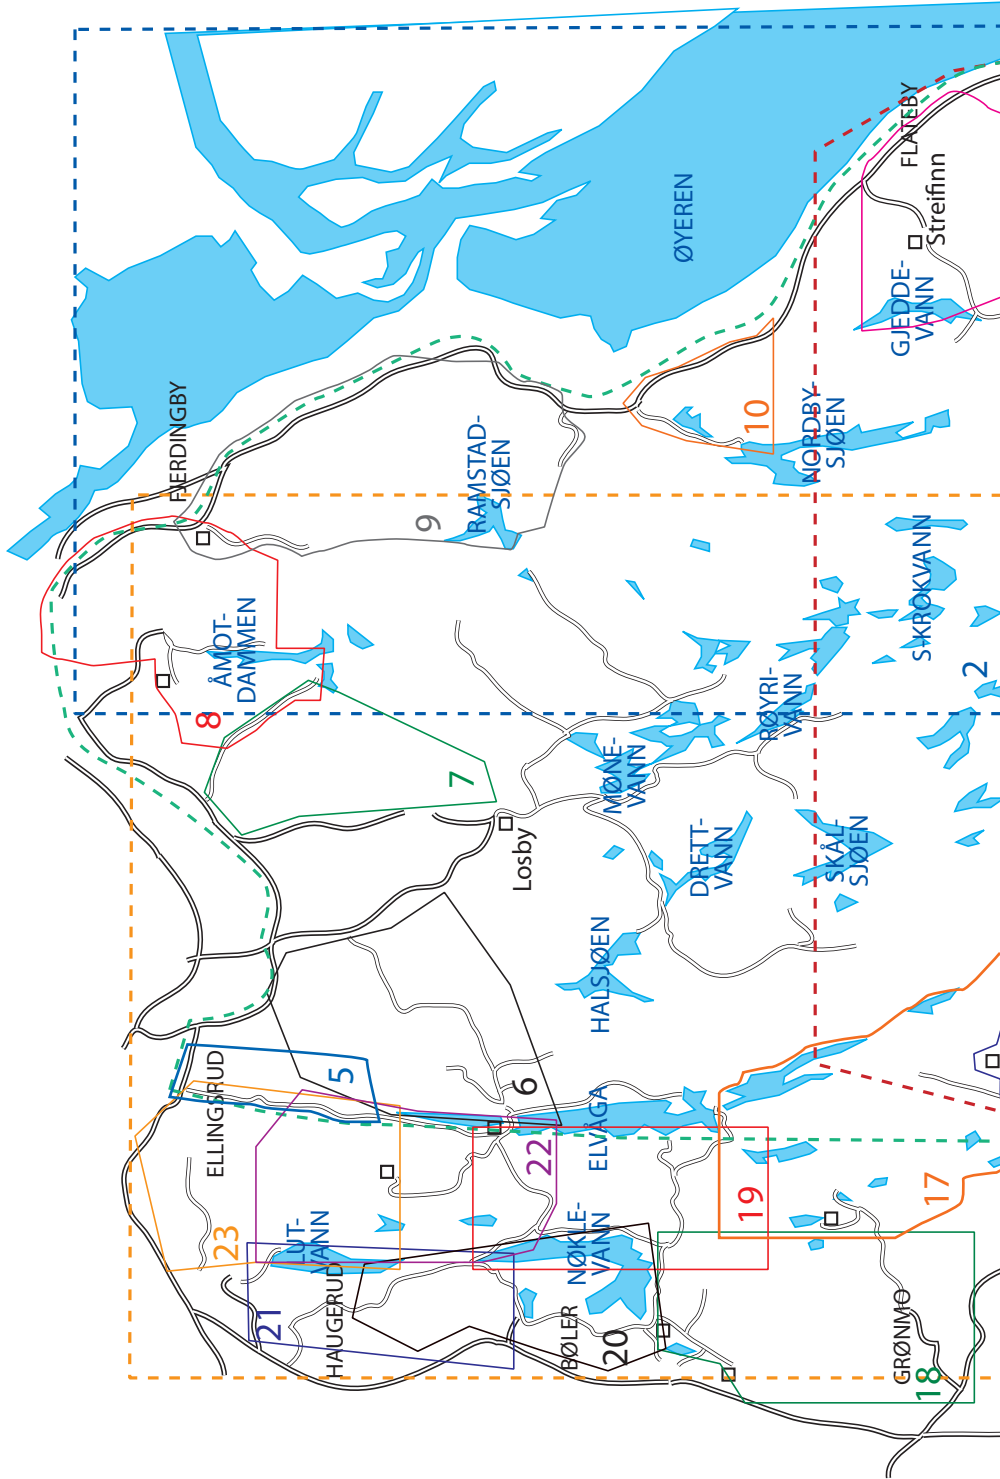 FLATEBY
Streifinn
ØYEREN
GJEDDE-
VANN
FJERDINGBY
10
NORDBY-
SJØEN
RAMSTAD-
SJØEN
9
S-KROKVANN
2
ÅMOT-
DAMMEN
8
RØYRI-
VANN
MØNE-
VANN
7
Losby
DRETT-
VANN
SKÅL-
SJØEN
HALSJØEN
ELLINGSRUD
5
6
ELVÅGA
22
19
17
23
LUT-
VANN
NØKLE-
VANN
21
HAUGERUD
BØLER
20
GRØNMO
18